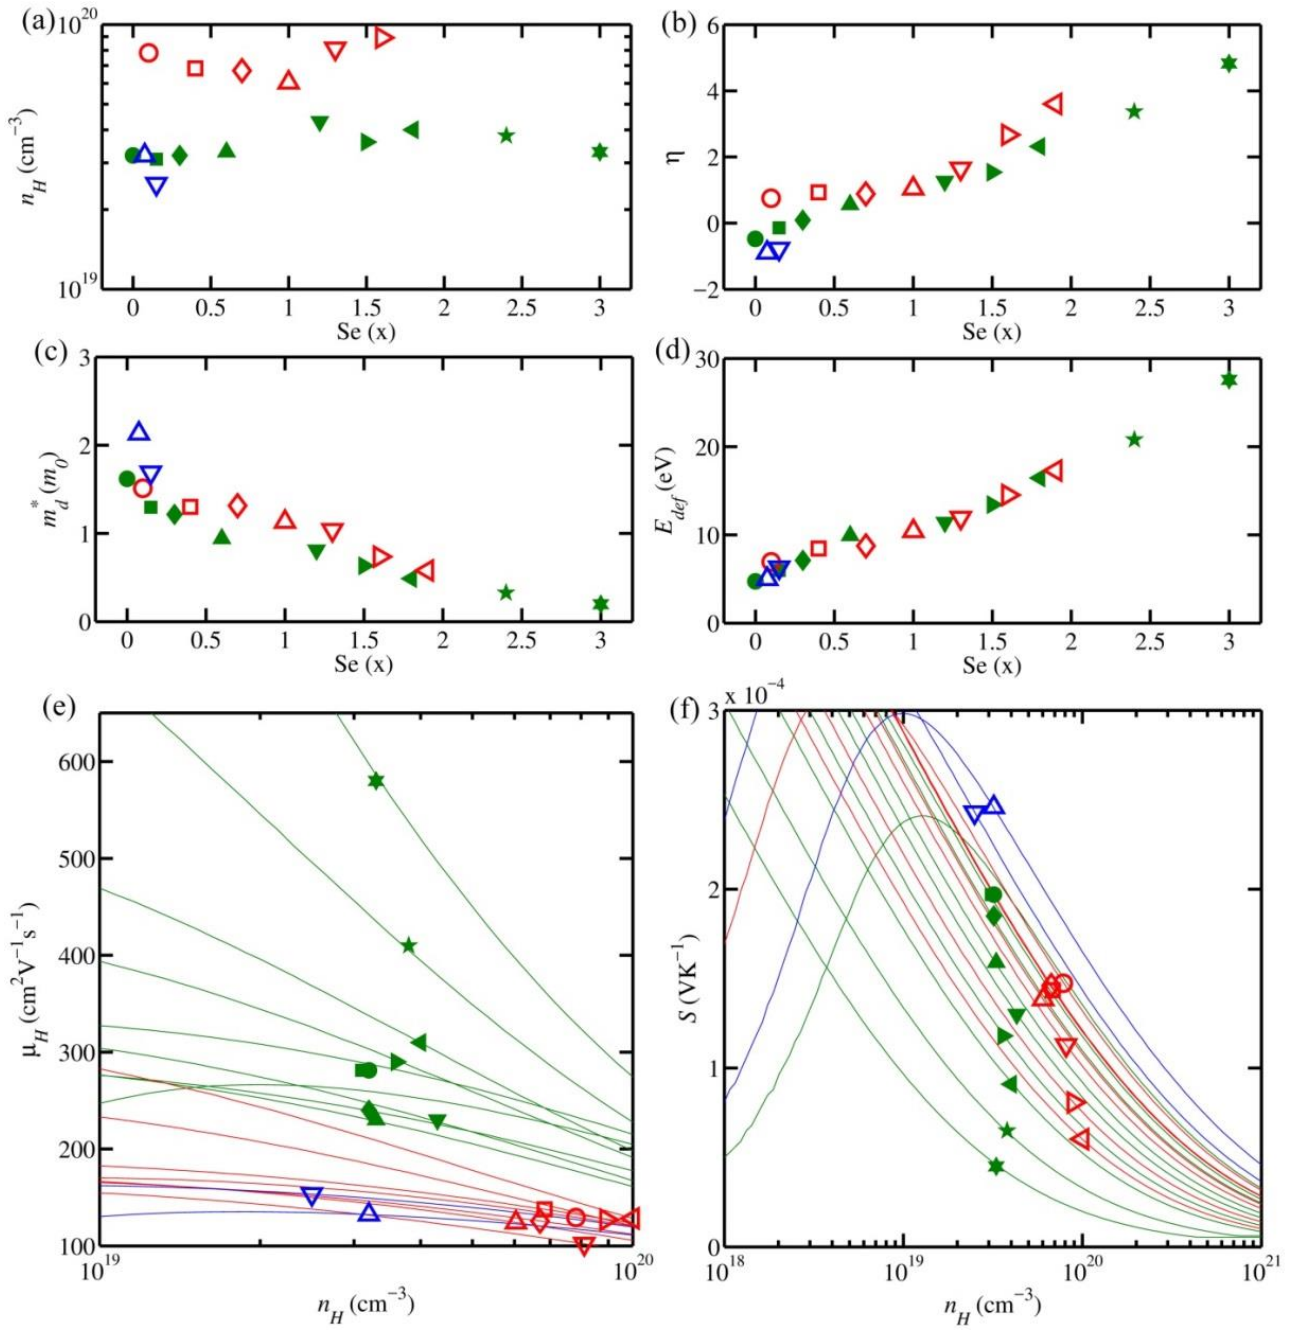 (a)
10^20
n_H (cm^−3)
10^19
0 0.5 1 1.5 2 2.5 3
Se (x)
(b)
6
4
2
0
−2
η
0 0.5 1 1.5 2 2.5 3
Se (x)
(c)
3
2
1
0
m_d^* (m_0)
0 0.5 1 1.5 2 2.5 3
Se (x)
(d)
30
20
10
0
E_def (eV)
0 0.5 1 1.5 2 2.5 3
Se (x)
(e)
600
500
400
300
200
100
μ_H (cm^2V^−1s^−1)
10^19 10^20
n_H (cm^−3)
(f)
x 10^−4
3
2
1
0
S (VK^−1)
10^18 10^19 10^20 10^21
n_H (cm^−3)